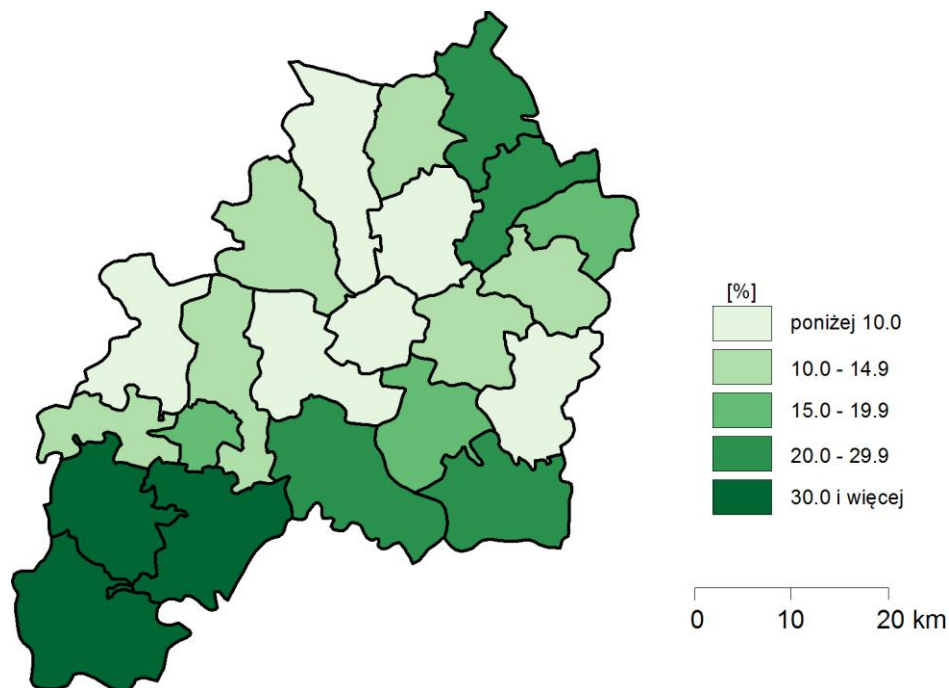 [%]
poniżej 10.0
10.0 - 14.9
15.0 - 19.9
20.0 - 29.9
30.0 i więcej
0 10 20 km